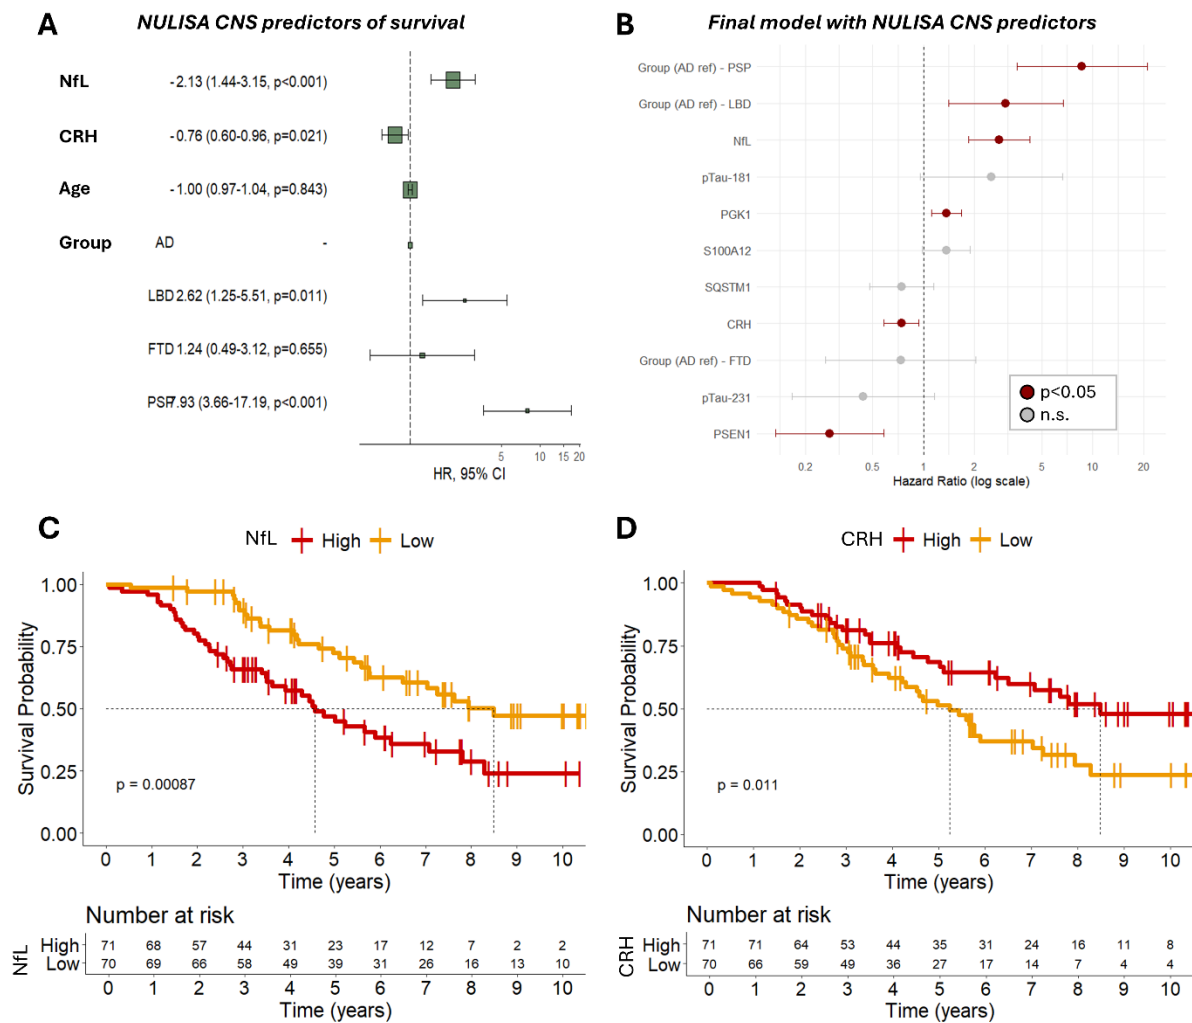 A
NULISA CNS predictors of survival
NfL -2.13 (1.44-3.15, p<0.001)
CRH -0.76 (0.60-0.96, p=0.021)
Age -1.00 (0.97-1.04, p=0.843)
Group AD -
LBD 2.62 (1.25-5.51, p=0.011)
FTD 1.24 (0.49-3.12, p=0.655)
PSP 7.93 (3.66-17.19, p<0.001)
5 10 15 20
HR, 95% CI
B
Final model with NULISA CNS predictors
Group (AD ref) - PSP
Group (AD ref) - LBD
NfL
pTau-181
PGK1
S100A12
SQSTM1
CRH
Group (AD ref) - FTD
pTau-231
PSEN1
p<0.05
n.s.
0.2 0.5 1 2 5 10 20
Hazard Ratio (log scale)
C
NfL High Low
Survival Probability
1.00
0.75
0.50
0.25
0.00
p = 0.00087
0 1 2 3 4 5 6 7 8 9 10
Time (years)
Number at risk
NfL
High 71 68 57 44 31 23 17 12 7 2 2
Low 70 69 66 58 49 39 31 26 16 13 10
0 1 2 3 4 5 6 7 8 9 10
Time (years)
D
CRH High Low
Survival Probability
1.00
0.75
0.50
0.25
0.00
p = 0.011
0 1 2 3 4 5 6 7 8 9 10
Time (years)
Number at risk
CRH
High 71 71 64 53 44 35 31 24 16 11 8
Low 70 66 59 49 36 27 17 14 7 4 4
0 1 2 3 4 5 6 7 8 9 10
Time (years)